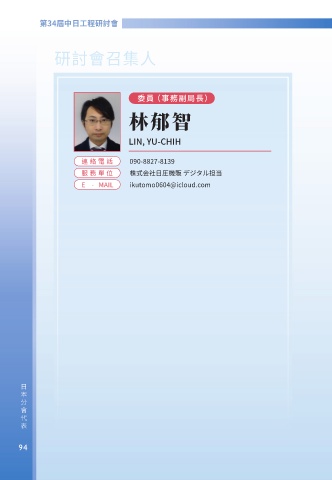 第34屆中日工程研討會
研討會召集人
委員（事務副局長）
林郁智
LIN, YU-CHIH
連絡電話 090-8827-8139
服務單位 株式会社日圧機販 デジタル担当
E - MAIL ikutomo0604@icloud.com
日本分會代表
94